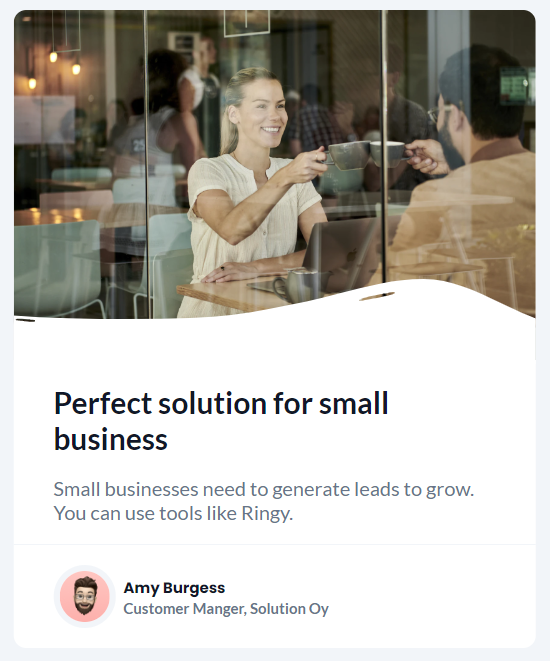 Perfect solution for small
business
Small businesses need to generate leads to grow.
You can use tools like Ringy.
Amy Burgess
Customer Manger, Solution Oy